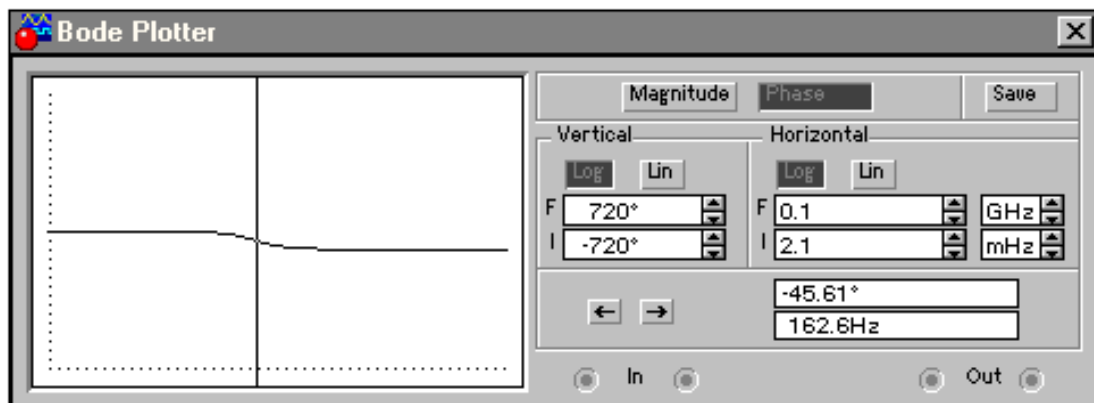 Bode Plotter
Magnitude Phase Save
Vertical Horizontal
Log Lin Log Lin
F 720° F 0.1 GHz
I -720° I 2.1 mHz
← → -45.61°
162.6Hz
In Out